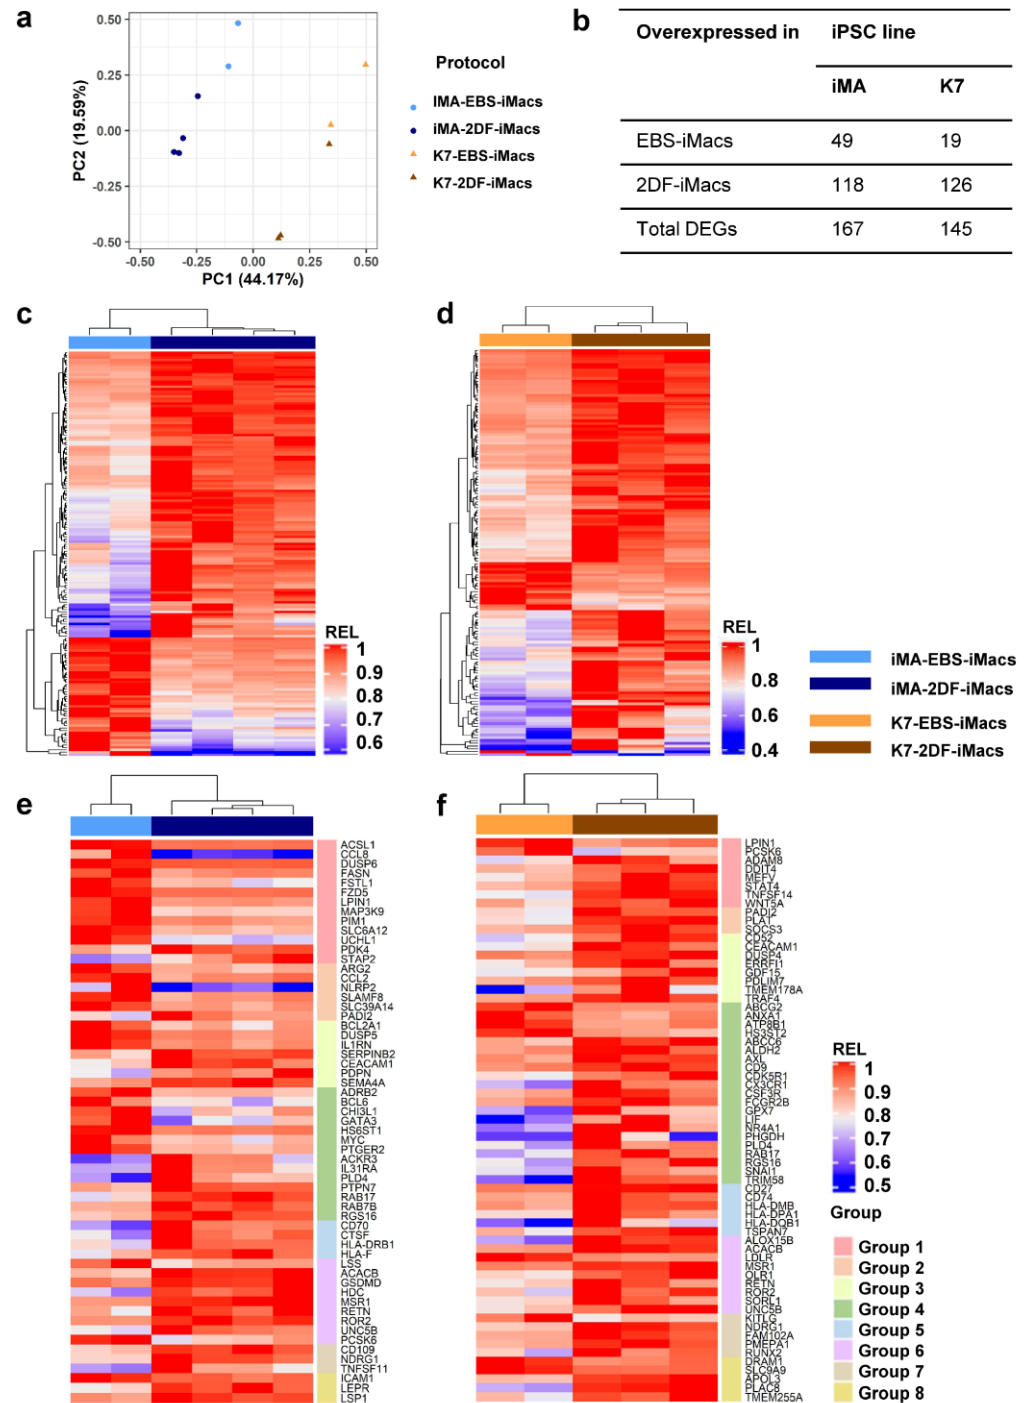 a
0.50
0.25
0.00
-0.25
-0.50
PC2 (19.59%)
-0.50
-0.25
0.00
0.25
0.50
PC1 (44.17%)
Protocol
IMA-EBS-iMacs
iMA-2DF-iMacs
K7-EBS-iMacs
K7-2DF-iMacs
b
Overexpressed in
iPSC line
iMA
K7
EBS-iMacs 49 19
2DF-iMacs 118 126
Total DEGs 167 145
c
REL
1
0.9
0.8
0.7
0.6
d
REL
1
0.8
0.6
0.4
iMA-EBS-iMacs
iMA-2DF-iMacs
K7-EBS-iMacs
K7-2DF-iMacs
e
ACSL1
CCL8
DUSP6
FASN
FSTL1
FZD5
LPIN1
MAP3K9
PIM1
SLC6A12
UCHL1
PDK4
STAP2
ARG2
CCL2
NLRP2
SLAMF8
SLC39A14
PADI2
BCL2A1
DUSP5
IL1RN
SERPINB2
CEACAM1
PDPN
SEMA4A
ADRB2
BCL6
CHI3L1
GATA3
HS6ST1
MYC
PTGER2
ACKR3
IL31RA
PLD4
PTPN7
RAB17
RAB7B
RGS16
CD70
CTSF
HLA-DRB1
HLA-F
LSS
ACACB
GSDMD
HDC
MSR1
RETN
ROR2
UNC5B
PCSK6
CD109
NDRG1
TNFSF11
ICAM1
LEPR
LSP1
f
LPIN1
PCSK6
ADAM8
DDIT4
MEFV
STAT4
TNFSF14
WNT5A
PADI2
PLAT
SOCS3
CD52
CEACAM1
DUSP4
ERRFI1
GDF15
PDLIM7
TMEM178A
TRAF4
ABCG2
ANXA1
ATP8B1
HS3ST2
ABCC6
ALDH2
AXL
CD9
CDK5R1
CX3CR1
CSF3R
FCGR2B
GPX7
LIF
NR4A1
PHGDH
PLD4
RAB17
RGS16
SNAI1
TRIM58
CD27
CD74
HLA-DMB
HLA-DPA1
HLA-DQB1
TSPAN7
ALOX15B
ACACB
LDLR
MSR1
OLR1
RETN
ROR2
SORL1
UNC5B
KITLG
NDRG1
FAM102A
PMEPA1
RUNX2
DRAM1
SLC9A9
APOL3
PLAC8
TMEM255A
REL
1
0.9
0.8
0.7
0.6
0.5
Group
Group 1
Group 2
Group 3
Group 4
Group 5
Group 6
Group 7
Group 8